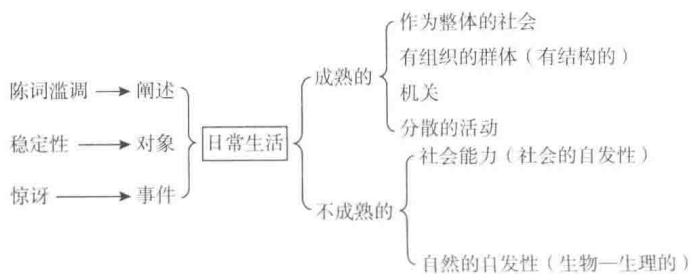 作为整体的社会
有组织的群体（有结构的）
成熟的
陈词滥调 → 阐述
机关
稳定性 → 对象
日常生活
分散的活动
社会能力（社会的自发性）
惊讶 → 事件
不成熟的
自然的自发性（生物—生理的）